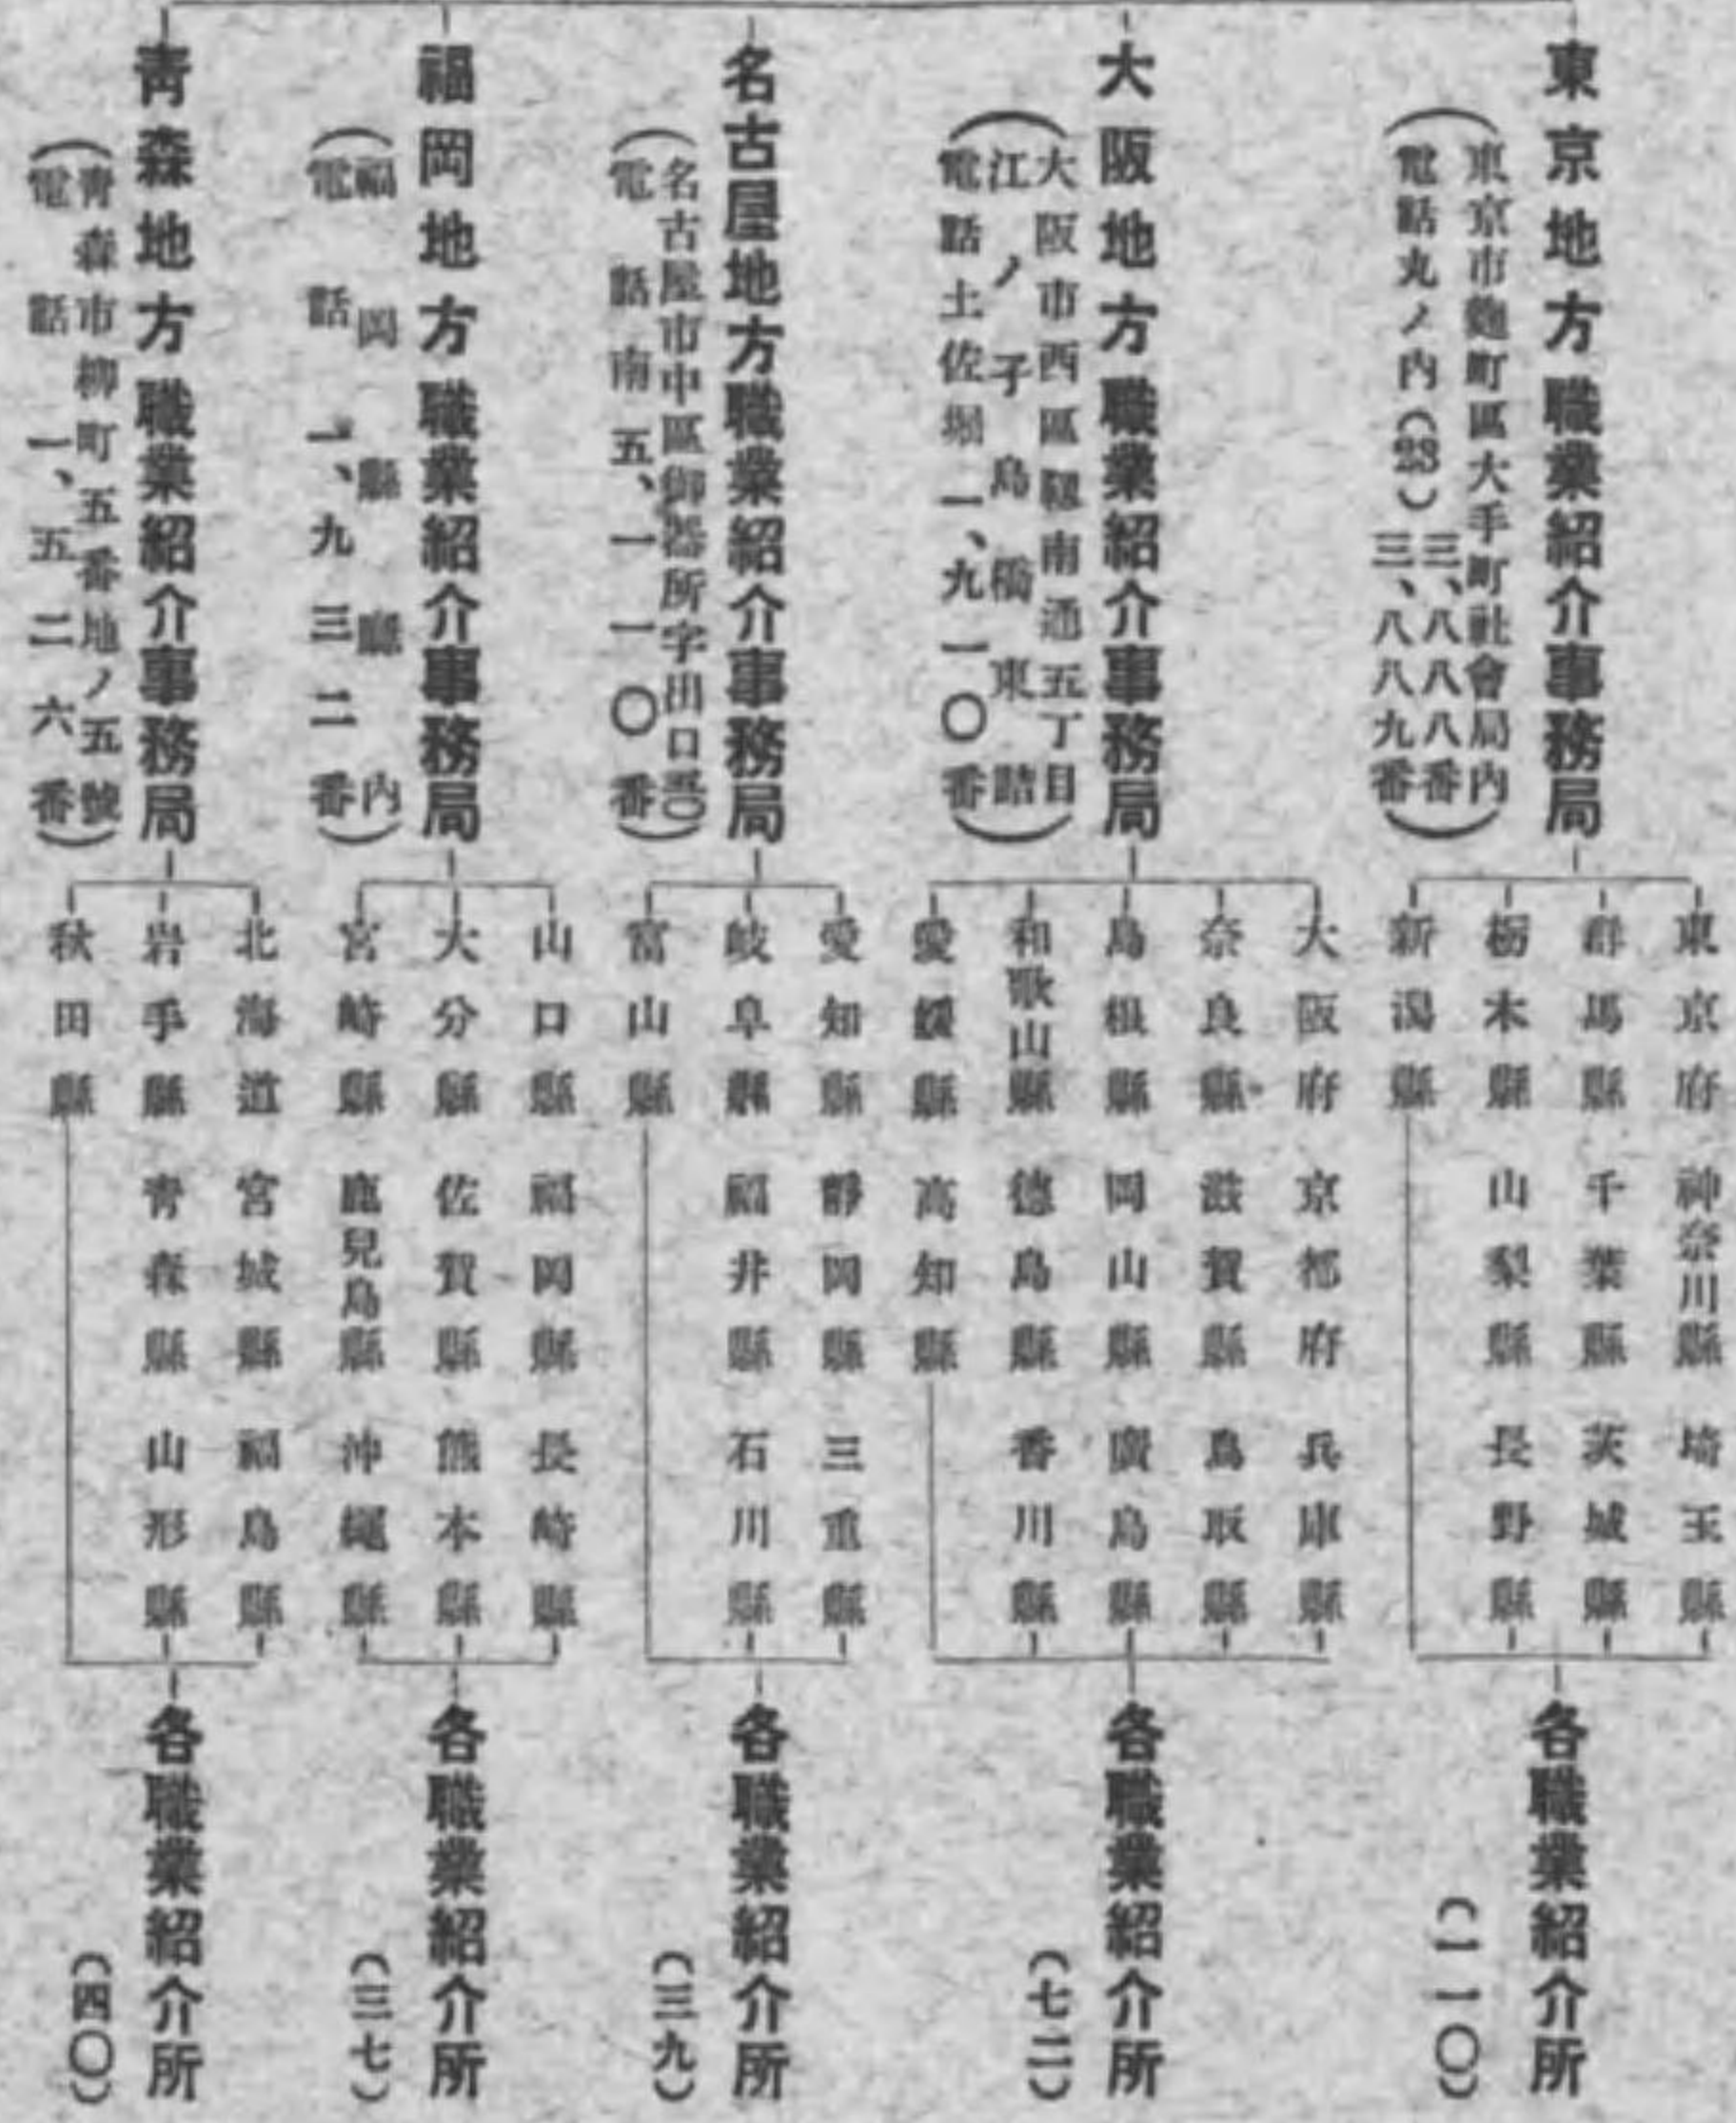 東京地方職業紹介事務局
東京市麴町區大手町社會局内
電話丸ノ内(23)三、八八八番
三、八八九番
東京府 神奈川縣 埼玉縣
群馬縣 千葉縣 茨城縣
栃木縣 山梨縣 長野縣
新潟縣
各職業紹介所
(一一〇)
大阪地方職業紹介事務局
大阪市西區靱南通五丁目
江ノ子島橋東詰
電話土佐堀一、九一〇番
大阪府 京都府 兵庫縣
奈良縣 滋賀縣 鳥取縣
島根縣 岡山縣 廣島縣
和歌山縣 德島縣 香川縣
愛媛縣 高知縣
各職業紹介所
(七二)
名古屋地方職業紹介事務局
名古屋市中區御器所字出口
電話南五、一一〇番
愛知縣 靜岡縣 三重縣
岐阜縣 福井縣 石川縣
富山縣
各職業紹介所
(三九)
福岡地方職業紹介事務局
福岡縣廳内
電話一、九三二番
山口縣 福岡縣 長崎縣
大分縣 佐賀縣 熊本縣
宮崎縣 鹿兒島縣 沖繩縣
各職業紹介所
(三七)
靑森地方職業紹介事務局
靑森市柳町五番地ノ五號
電話一、五二六番
北海道 宮城縣 福島縣
岩手縣 靑森縣 山形縣
秋田縣
各職業紹介所
(四〇)